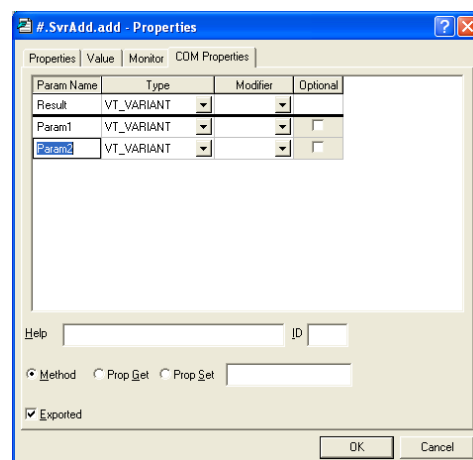 #.SvrAdd.add - Properties
Properties Value Monitor COM Properties
Param Name Type Modifier Optional
Result VT_VARIANT
Param1 VT_VARIANT
Param2 VT_VARIANT
Help ID
Method Prop Get Prop Set
Exported
OK Cancel